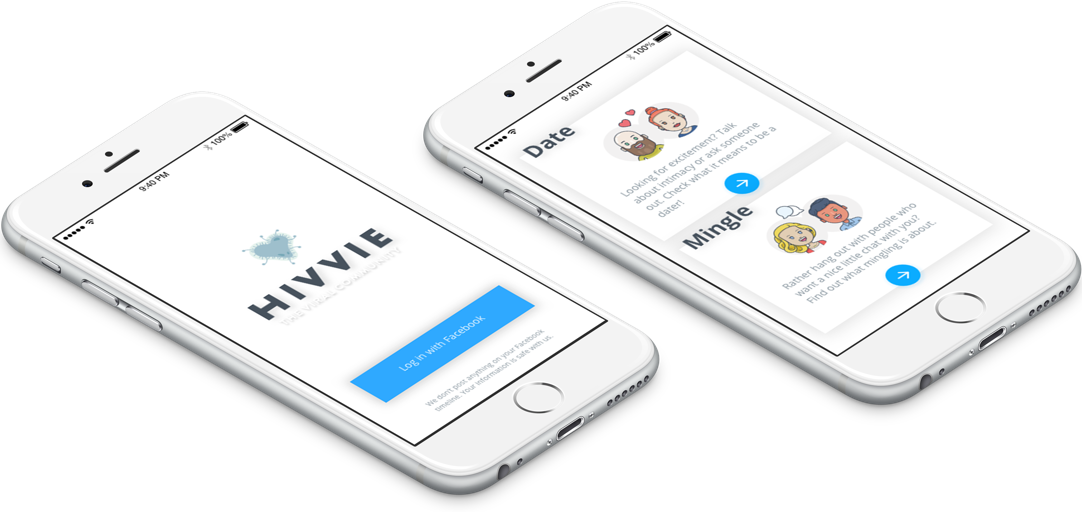 9:40 PM
100%
HIVVIE
THE VIRAL COMMUNITY
Log in with Facebook
We don't post anything on your Facebook
timeline. Your information is safe with us.
9:40 PM
100%
Date
Looking for excitement? Talk
about intimacy or ask someone
out. Check what it means to be a
dater!
Mingle
Rather hang out with people who
want a nice little chat with you?
Find out what mingling is about.